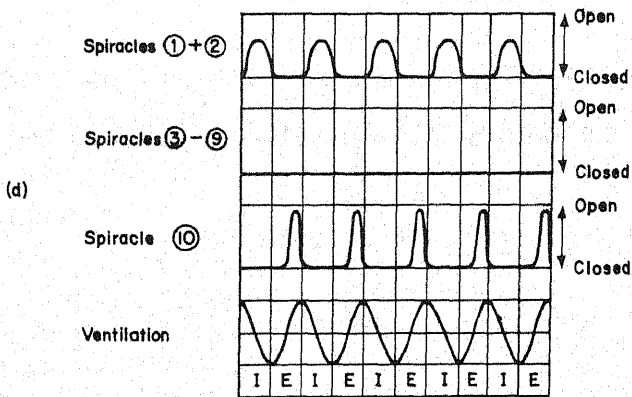 Open
Spiracles ①+②
Closed
Open
Spiracles ③-⑨
Closed
(d)
Open
Spiracle ⑩
Closed
Ventilation
I E I E I E I E I E